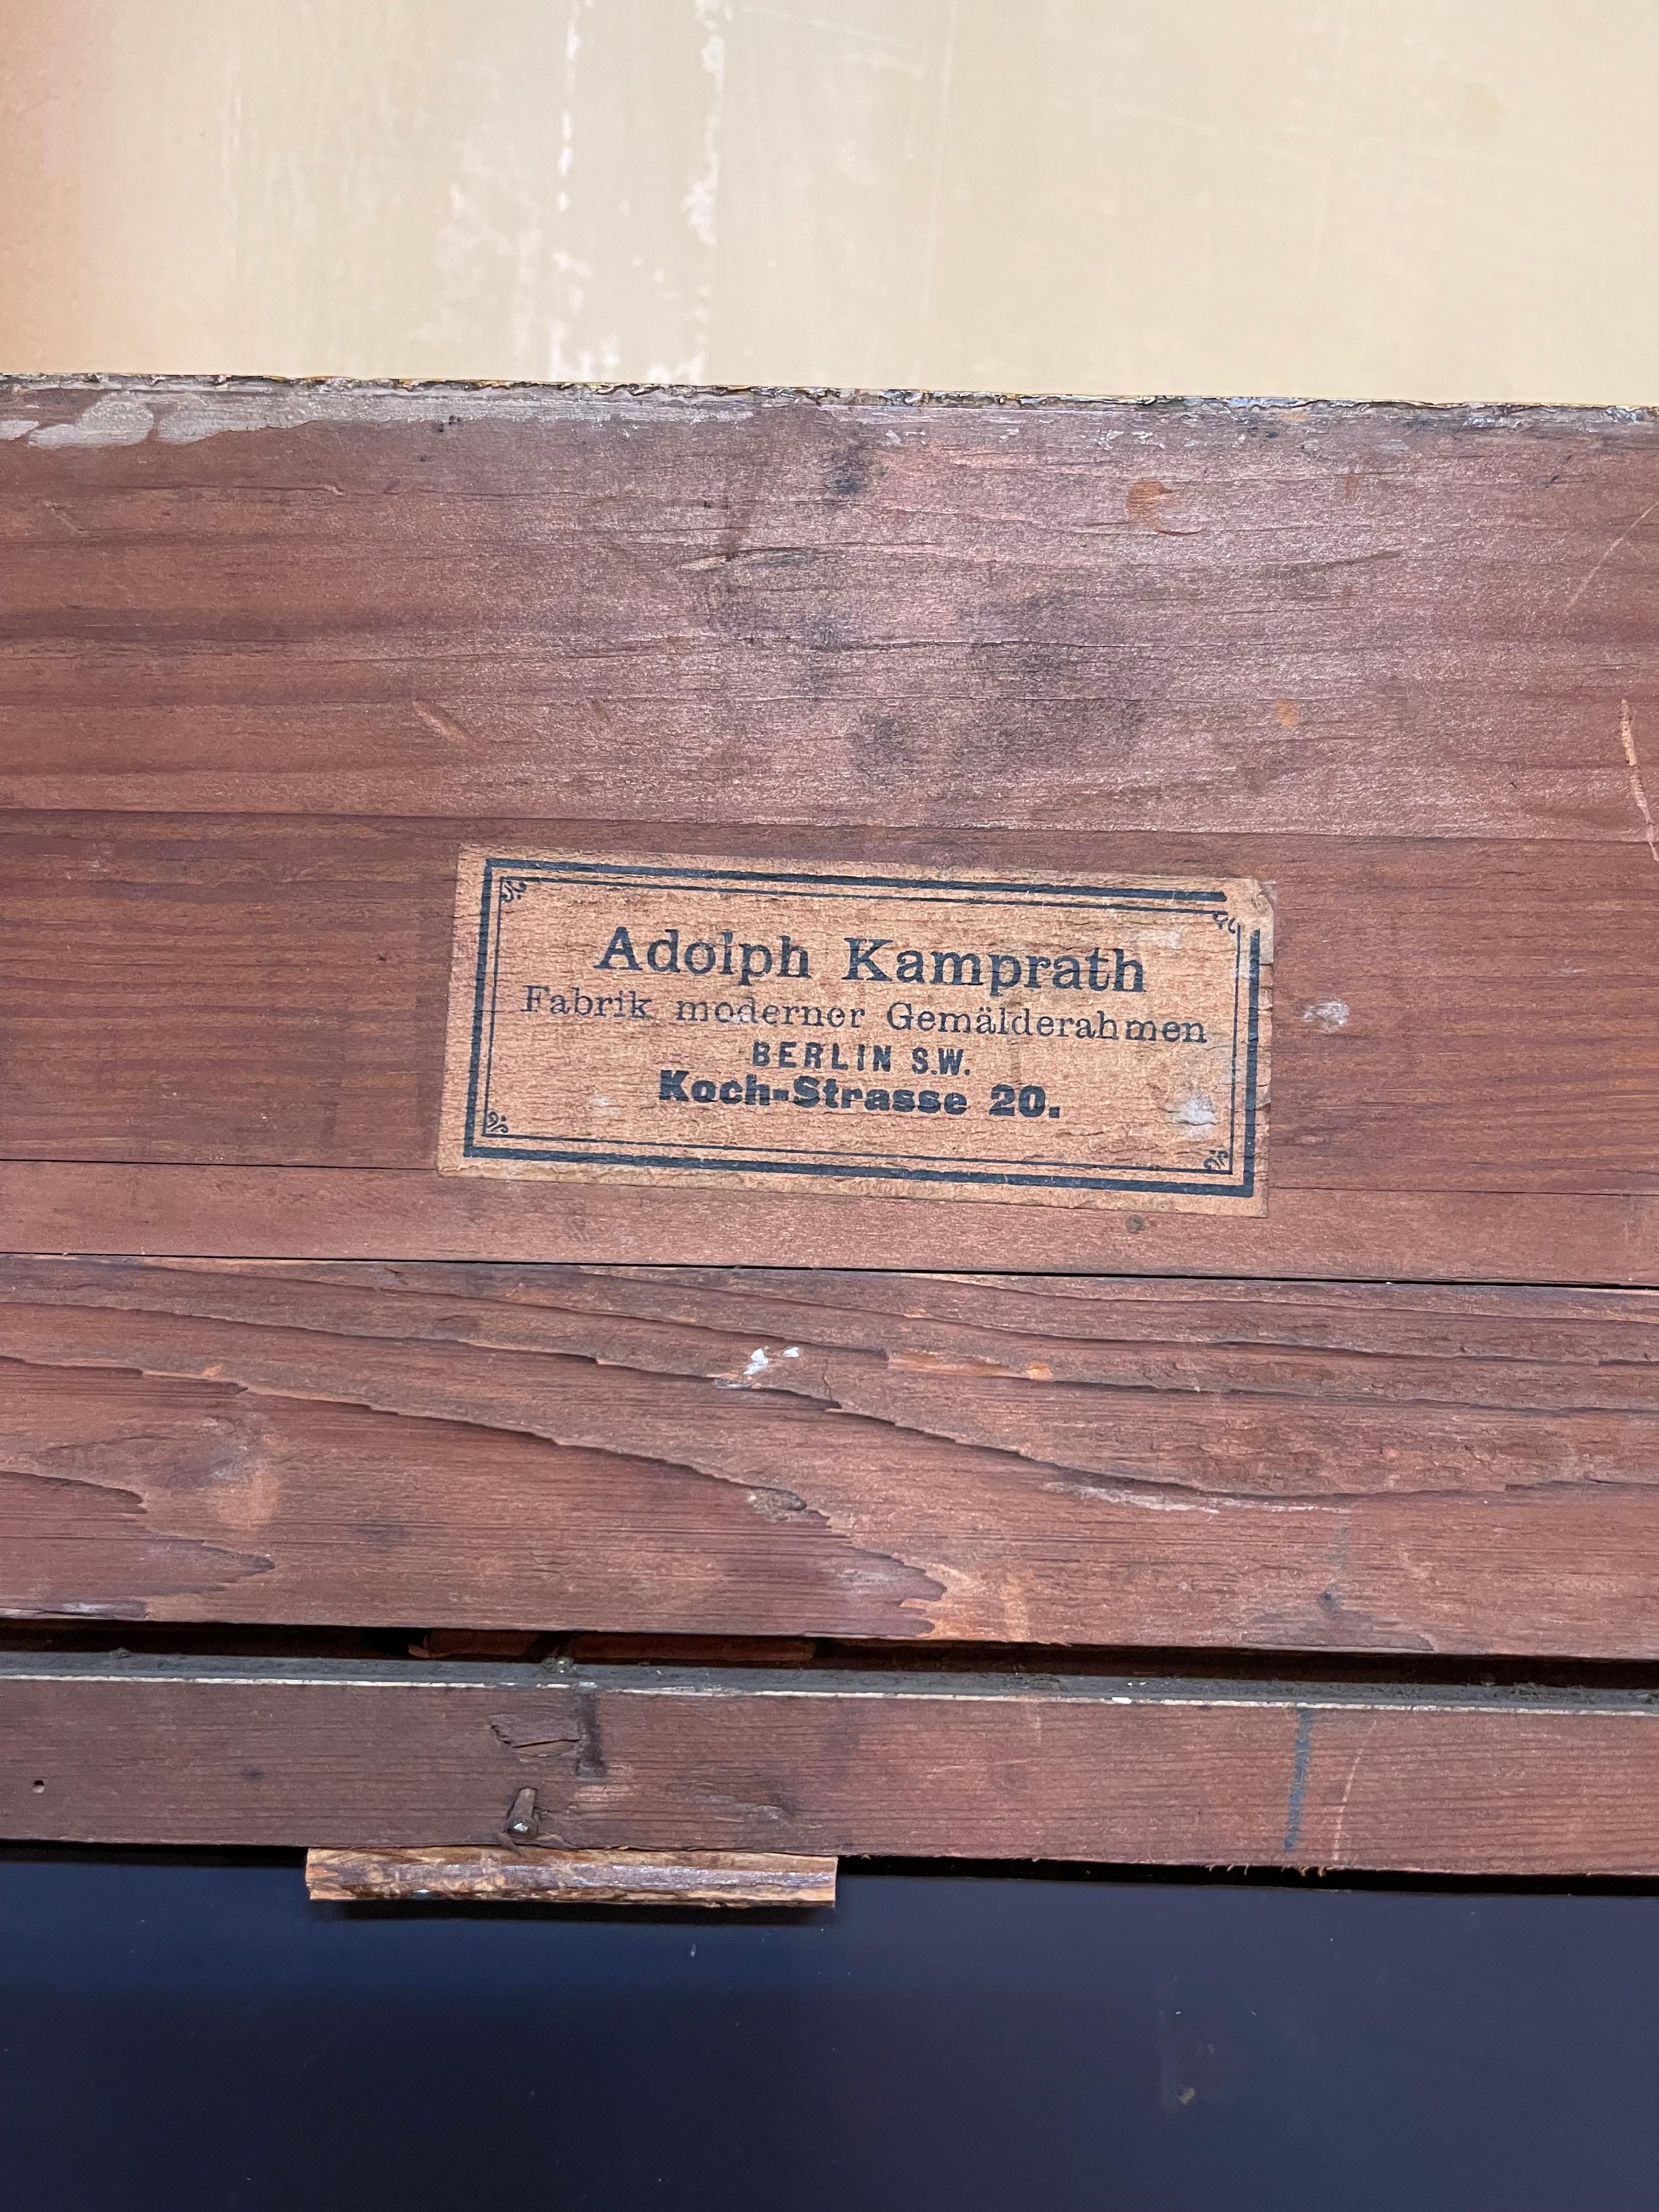 Adolph Kamprath
Fabrik moderner Gemälderahmen
BERLIN S.W.
Koch-Strasse 20.